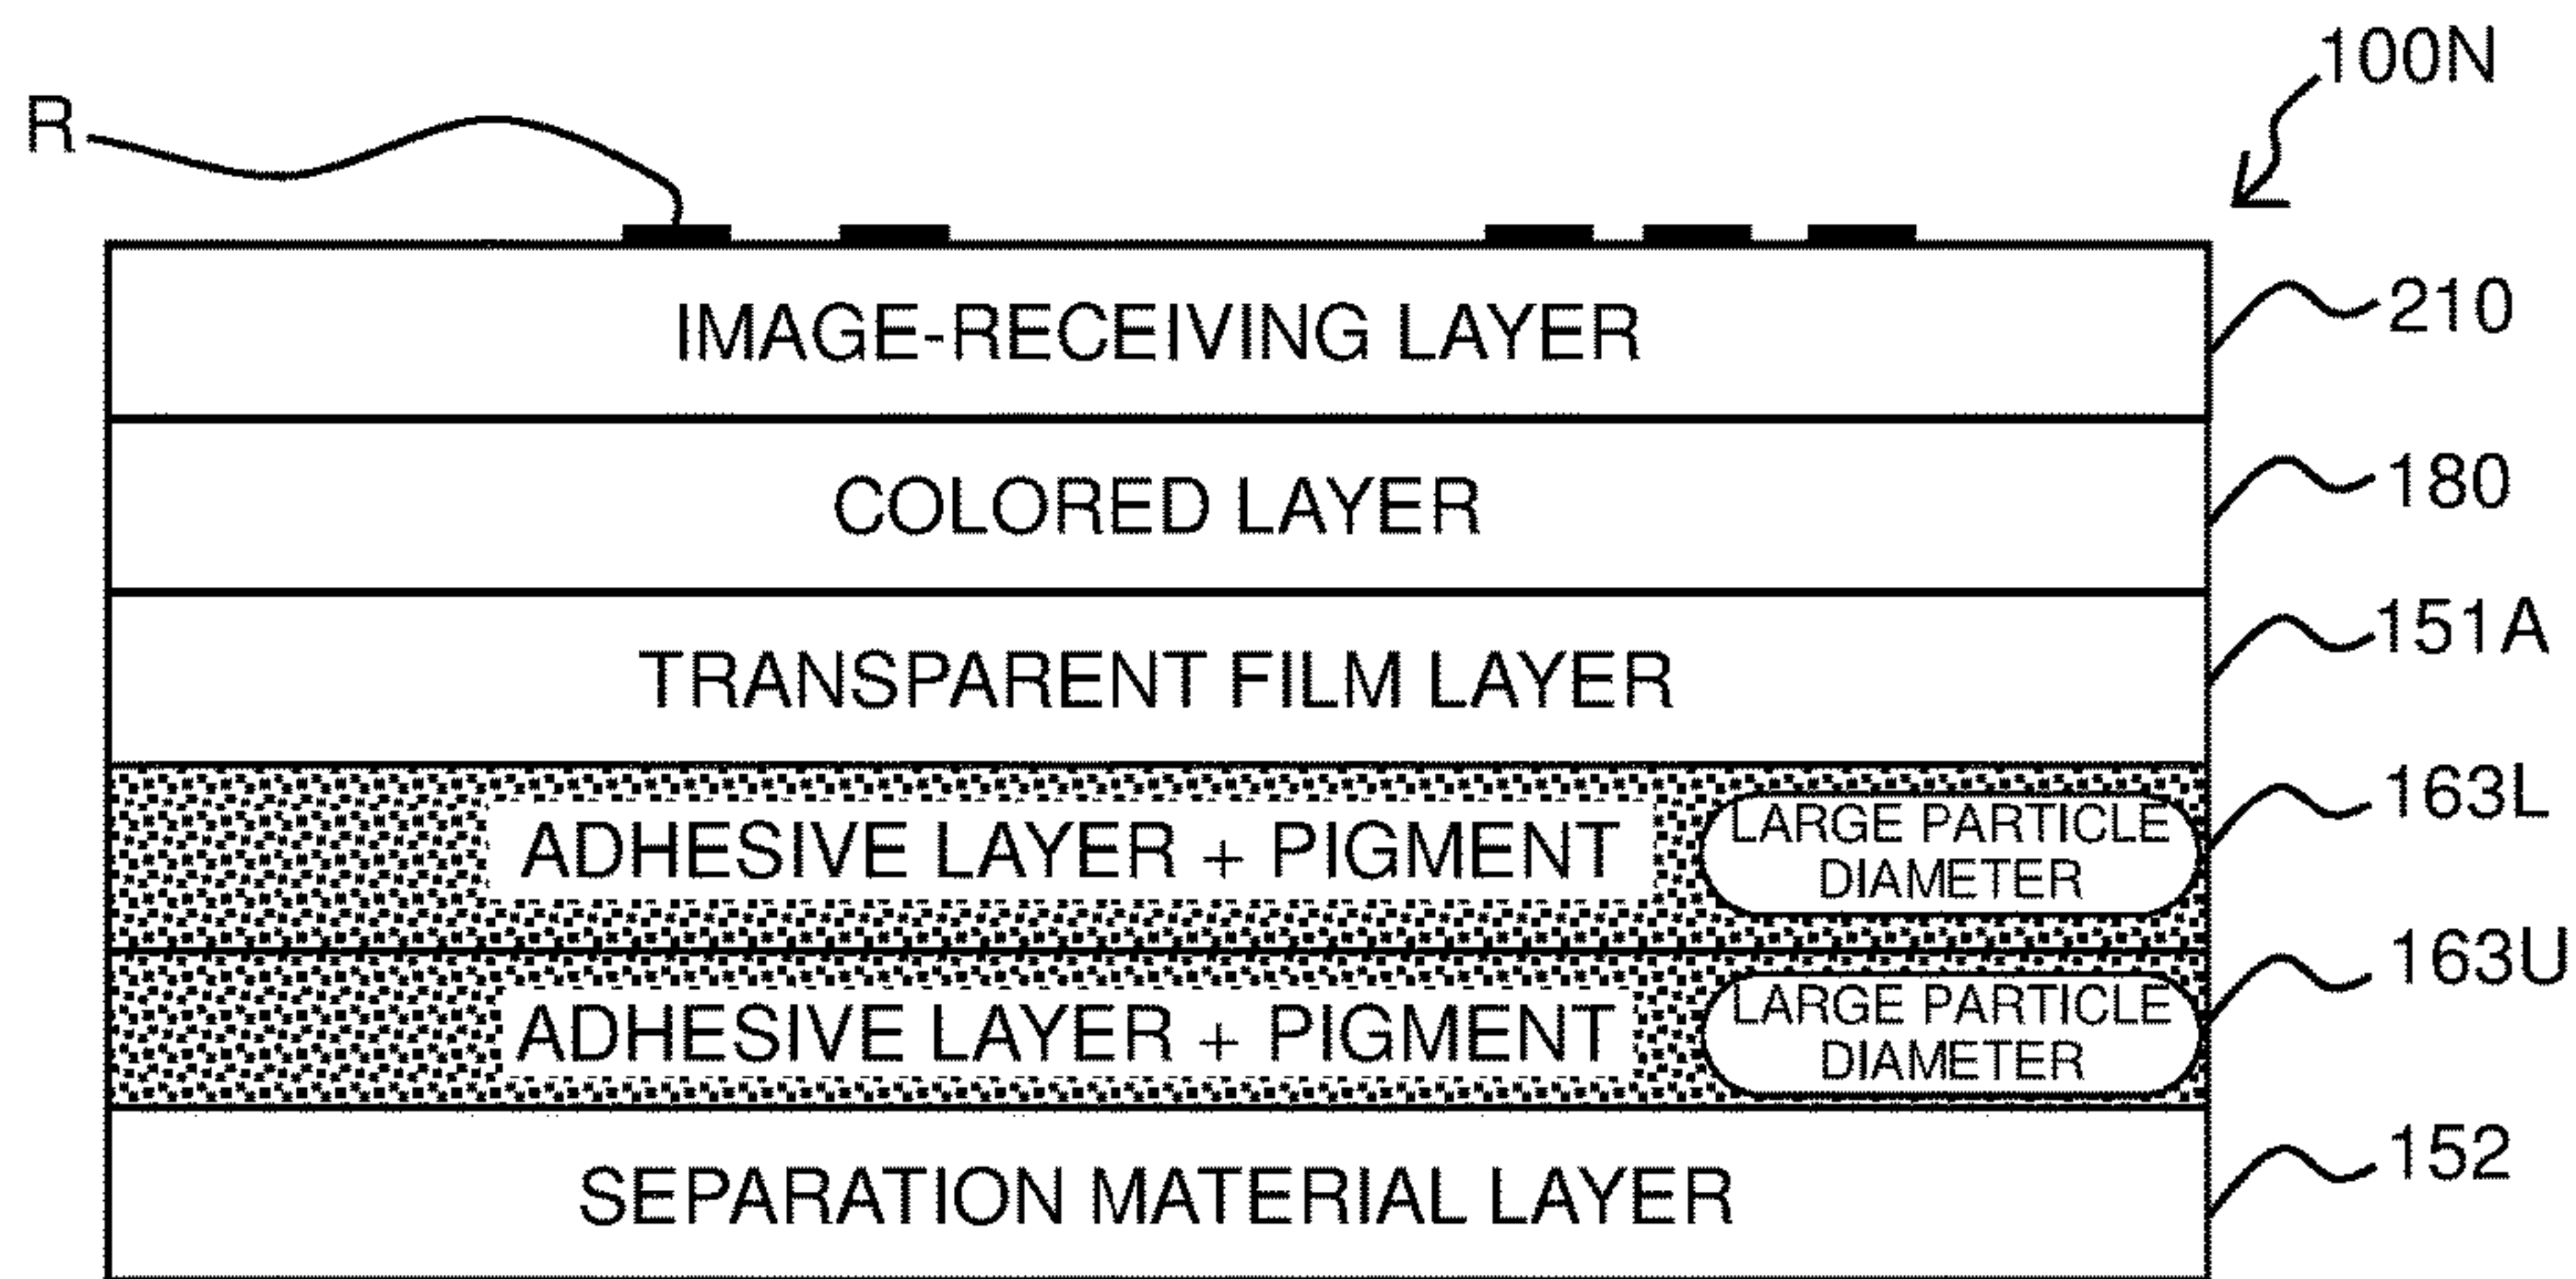 100N
R
IMAGE-RECEIVING LAYER
210
COLORED LAYER
180
TRANSPARENT FILM LAYER
151A
ADHESIVE LAYER + PIGMENT
LARGE PARTICLE
DIAMETER
163L
ADHESIVE LAYER + PIGMENT
LARGE PARTICLE
DIAMETER
163U
SEPARATION MATERIAL LAYER
152